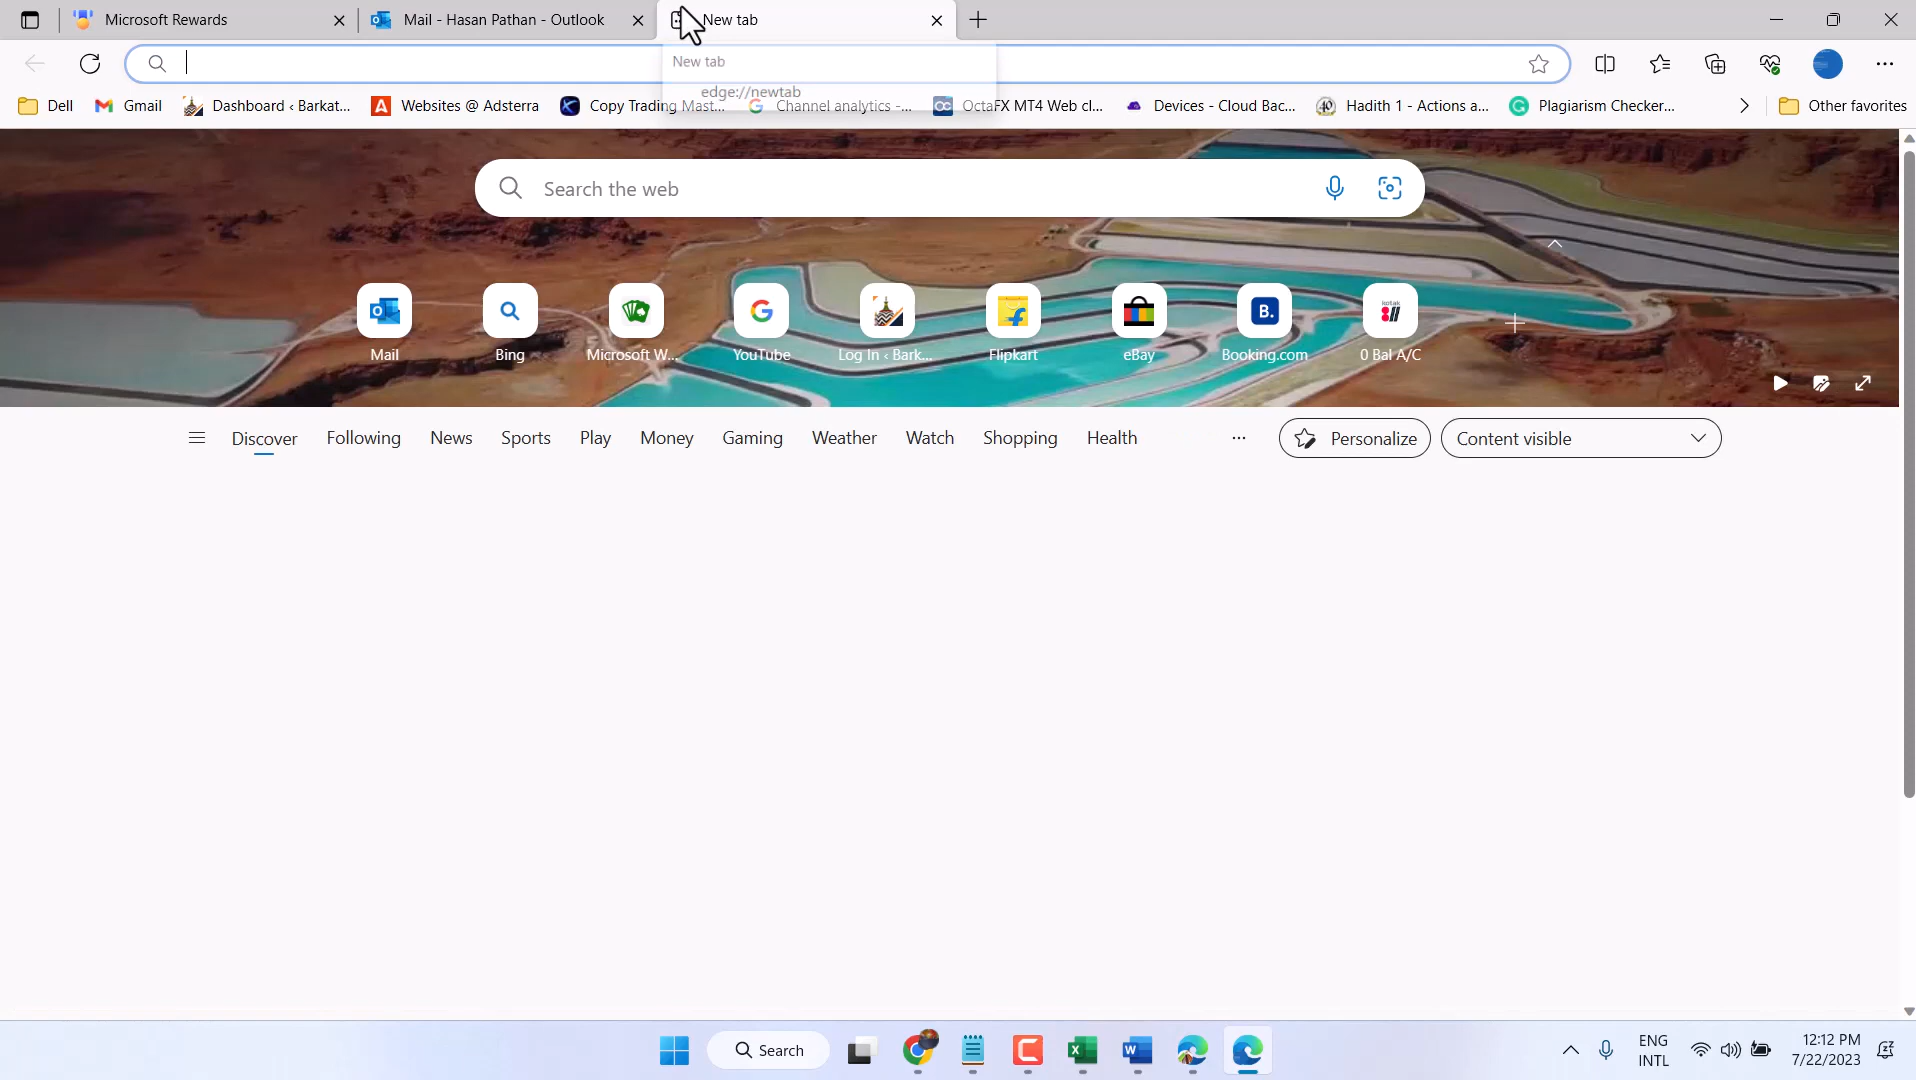 Microsoft Rewards
Mail - Hasan Pathan - Outlook
New tab
New tab
edge://newtab
Dell
Gmail
Dashboard ‹ Barkat...
Websites @ Adsterra
Copy Trading Mast...
Channel analytics -...
OctaFX MT4 Web cl...
Devices - Cloud Bac...
Hadith 1 - Actions a...
Plagiarism Checker...
Other favorites
Search the web
Mail
Bing
Microsoft W...
YouTube
Log In ‹ Bark...
Flipkart
eBay
B.
Booking.com
kotak
811
0 Bal A/C
Discover
Following
News
Sports
Play
Money
Gaming
Weather
Watch
Shopping
Health
Personalize
Content visible
Search
ENG
INTL
12:12 PM
7/22/2023